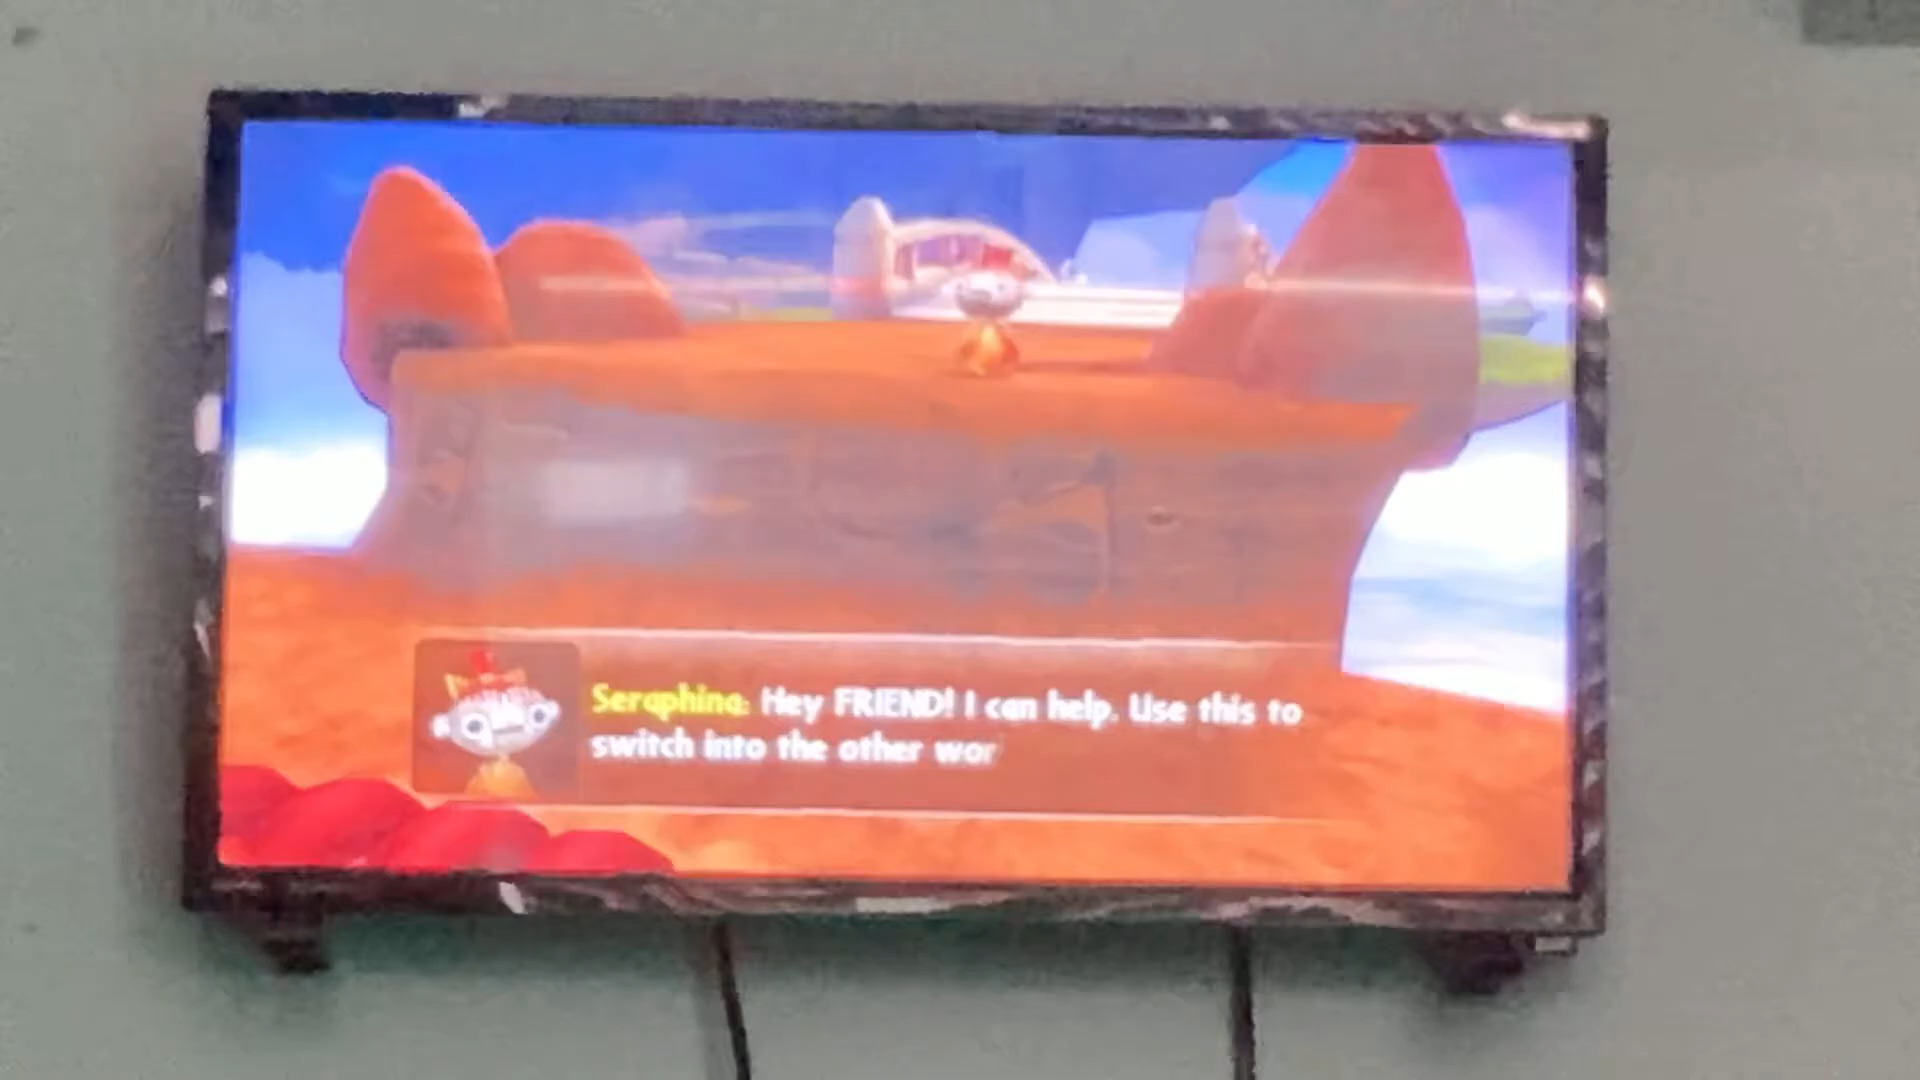 Seraphina: Hey FRIEND! I can help. Use this to
switch into the other wor